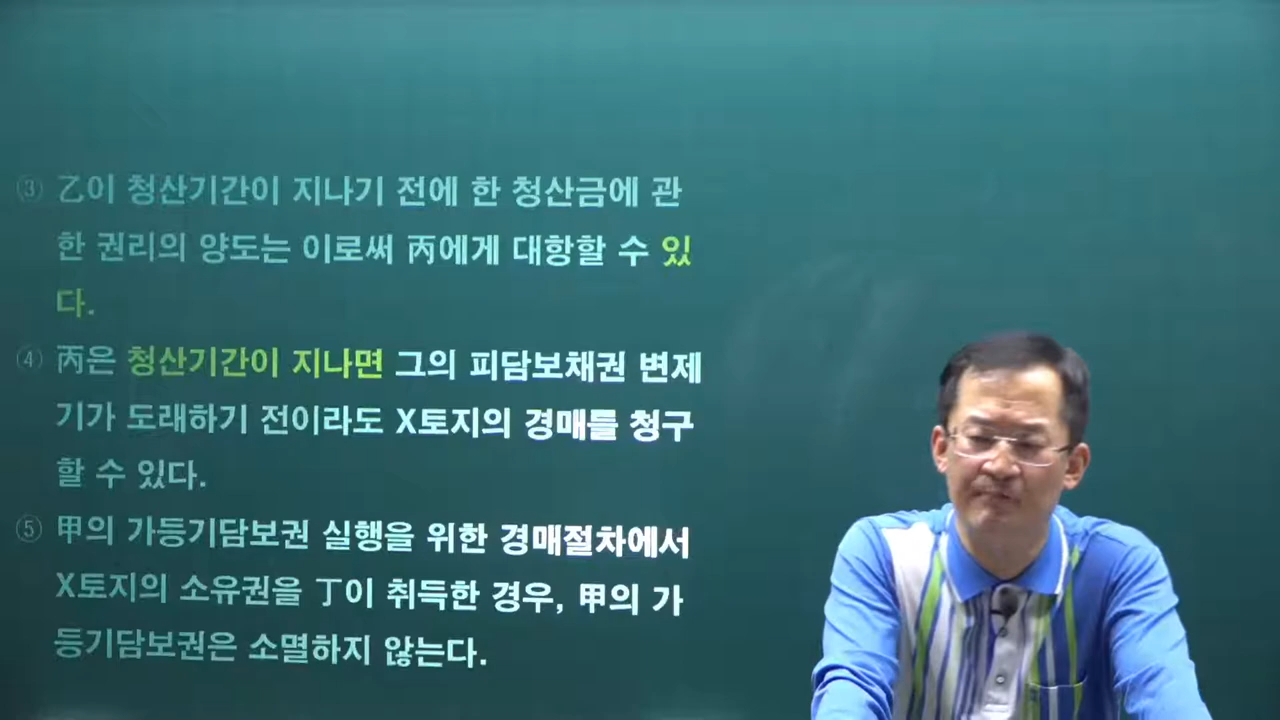 ③ 乙이 청산기간이 지나기 전에 한 청산금에 관
한 권리의 양도는 이로써 丙에게 대항할 수 있
다.
④ 丙은 청산기간이 지나면 그의 피담보채권 변제
기가 도래하기 전이라도 X토지의 경매를 청구
할 수 있다.
⑤ 甲의 가등기담보권 실행을 위한 경매절차에서
X토지의 소유권을 丁이 취득한 경우, 甲의 가
등기담보권은 소멸하지 않는다.